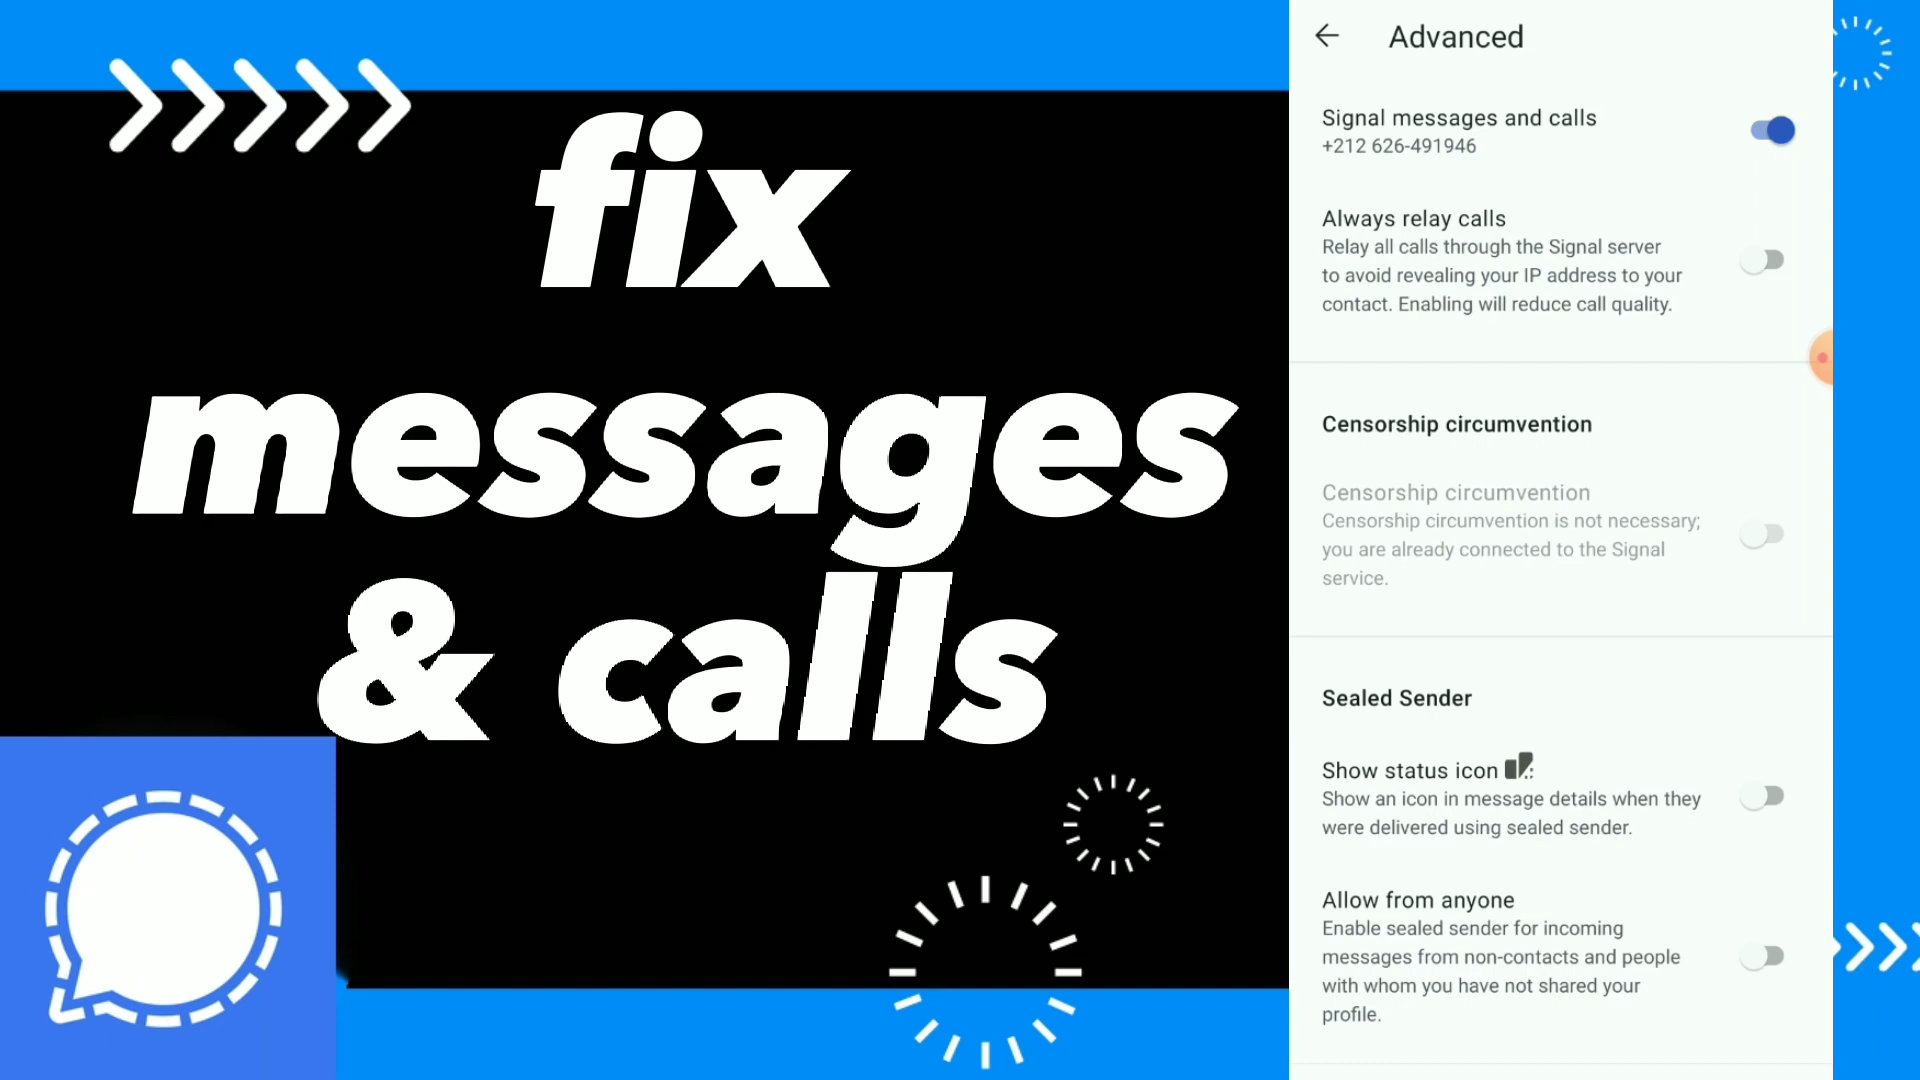 fix
messages
& calls
Advanced
Signal messages and calls
+212 626-491946
Always relay calls
Relay all calls through the Signal server
to avoid revealing your IP address to your
contact. Enabling will reduce call quality.
Censorship circumvention
Censorship circumvention
Censorship circumvention is not necessary;
you are already connected to the Signal
service.
Sealed Sender
Show status icon
Show an icon in message details when they
were delivered using sealed sender.
Allow from anyone
Enable sealed sender for incoming
messages from non-contacts and people
with whom you have not shared your
profile.